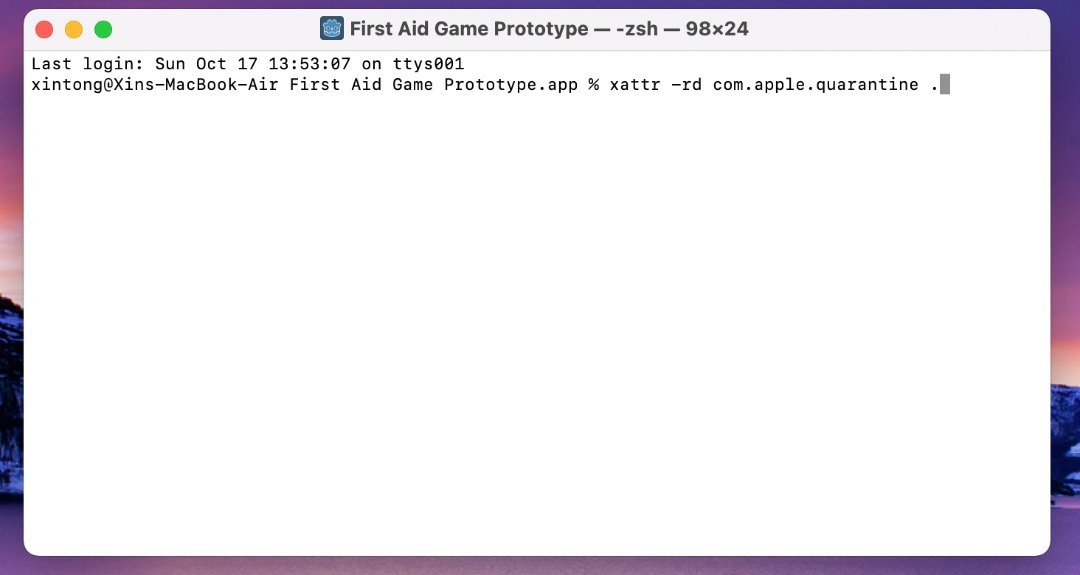 First Aid Game Prototype — -zsh — 98×24
Last login: Sun Oct 17 13:53:07 on ttys001
xintong@Xins-MacBook-Air First Aid Game Prototype.app % xattr -rd com.apple.quarantine .